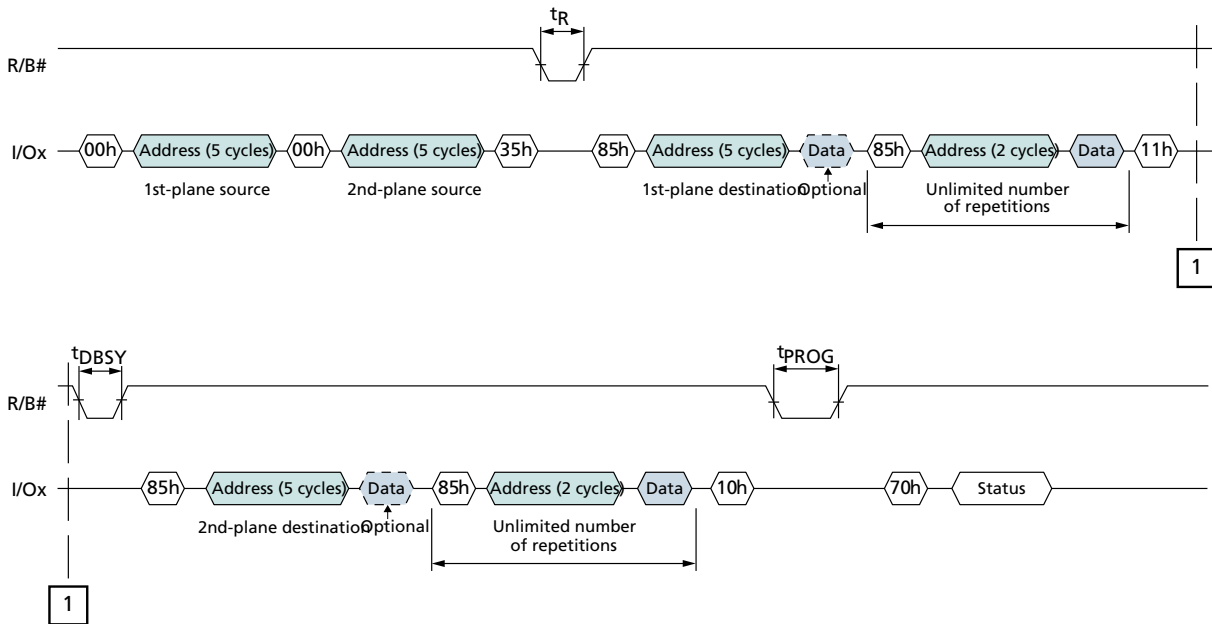 tR
R/B#
I/Ox 00h Address (5 cycles) 00h Address (5 cycles) 35h 85h Address (5 cycles) Data 85h Address (2 cycles) Data 11h
1st-plane source 2nd-plane source 1st-plane destination Optional Unlimited number
of repetitions
1
tDBSY tPROG
R/B#
I/Ox 85h Address (5 cycles) Data 85h Address (2 cycles) Data 10h 70h Status
2nd-plane destination Optional Unlimited number
of repetitions
1